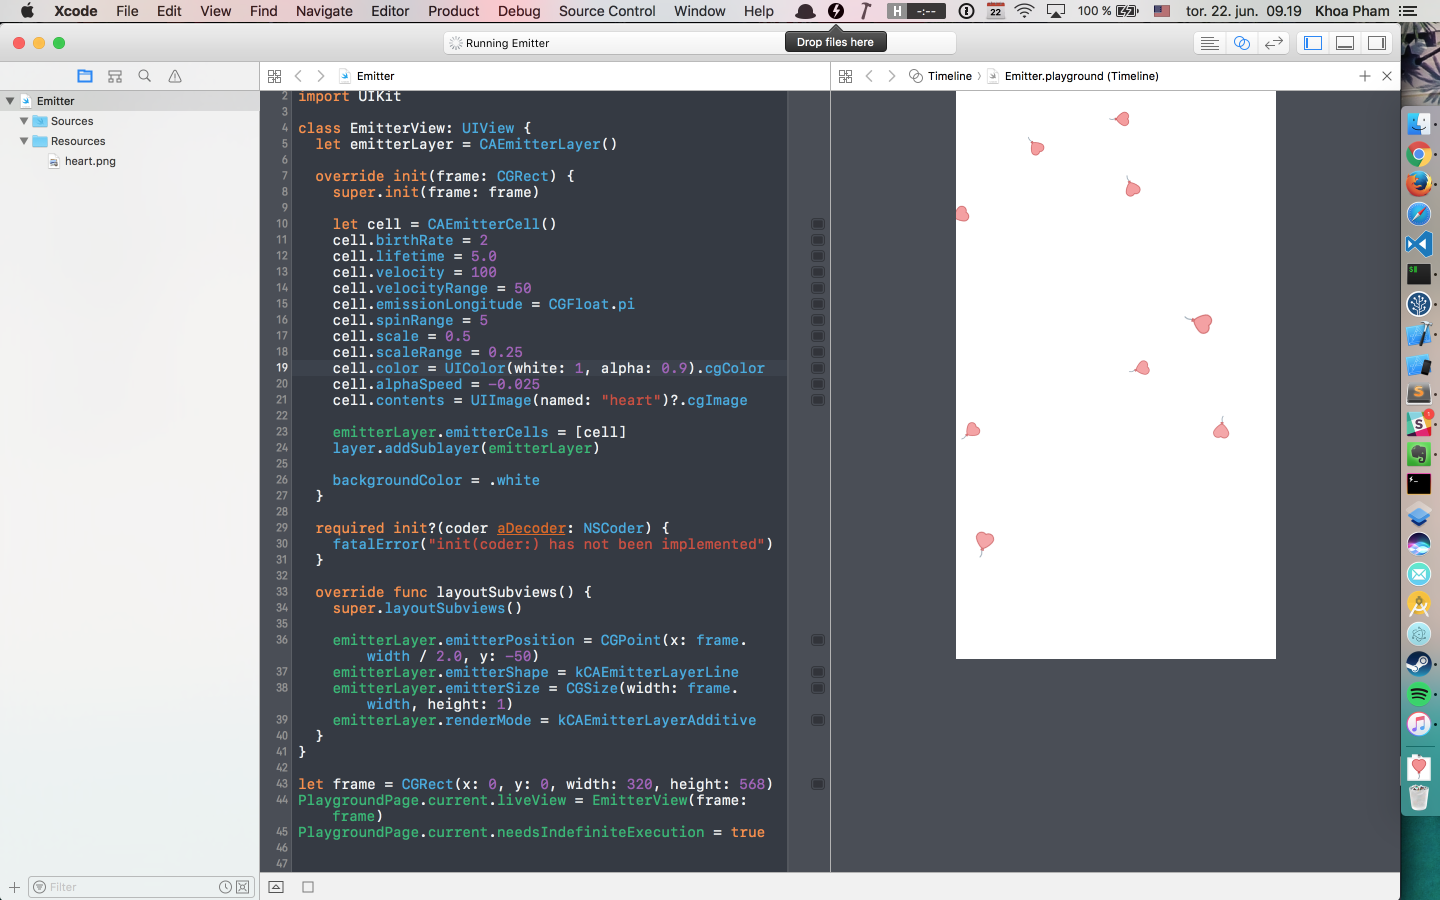 Xcode File Edit View Find Navigate Editor Product Debug Source Control Window Help H -:-- 22 100 % tor. 22. jun. 09.19 Khoa Pham
Running Emitter
Drop files here
Emitter
Timeline Emitter.playground (Timeline)
Emitter
Sources
Resources
heart.png
2 import UIKit
3
4 class EmitterView: UIView {
5 let emitterLayer = CAEmitterLayer()
6
7 override init(frame: CGRect) {
8 super.init(frame: frame)
9
10 let cell = CAEmitterCell()
11 cell.birthRate = 2
12 cell.lifetime = 5.0
13 cell.velocity = 100
14 cell.velocityRange = 50
15 cell.emissionLongitude = CGFloat.pi
16 cell.spinRange = 5
17 cell.scale = 0.5
18 cell.scaleRange = 0.25
19 cell.color = UIColor(white: 1, alpha: 0.9).cgColor
20 cell.alphaSpeed = -0.025
21 cell.contents = UIImage(named: "heart")?.cgImage
22
23 emitterLayer.emitterCells = [cell]
24 layer.addSublayer(emitterLayer)
25
26 backgroundColor = .white
27 }
28
29 required init?(coder aDecoder: NSCoder) {
30 fatalError("init(coder:) has not been implemented")
31 }
32
33 override func layoutSubviews() {
34 super.layoutSubviews()
35
36 emitterLayer.emitterPosition = CGPoint(x: frame.
width / 2.0, y: -50)
37 emitterLayer.emitterShape = kCAEmitterLayerLine
38 emitterLayer.emitterSize = CGSize(width: frame.
width, height: 1)
39 emitterLayer.renderMode = kCAEmitterLayerAdditive
40 }
41 }
42
43 let frame = CGRect(x: 0, y: 0, width: 320, height: 568)
44 PlaygroundPage.current.liveView = EmitterView(frame:
frame)
45 PlaygroundPage.current.needsIndefiniteExecution = true
46
47
Filter